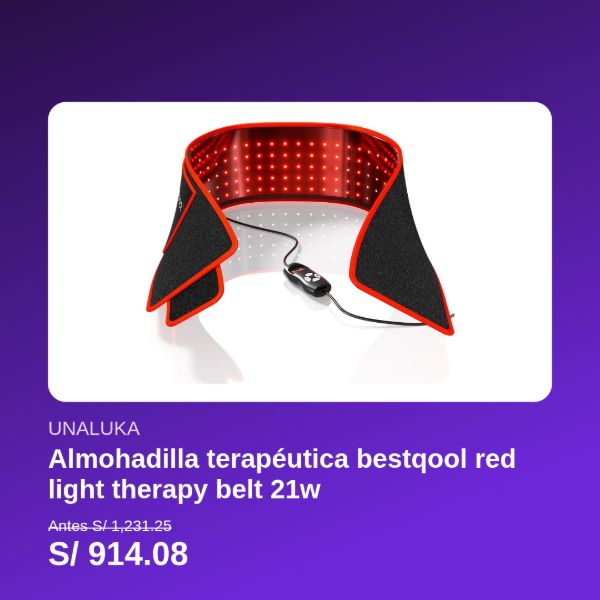 UNALUKA
Almohadilla terapéutica bestqool red
light therapy belt 21w
Antes S/ 1,231.25
S/ 914.08